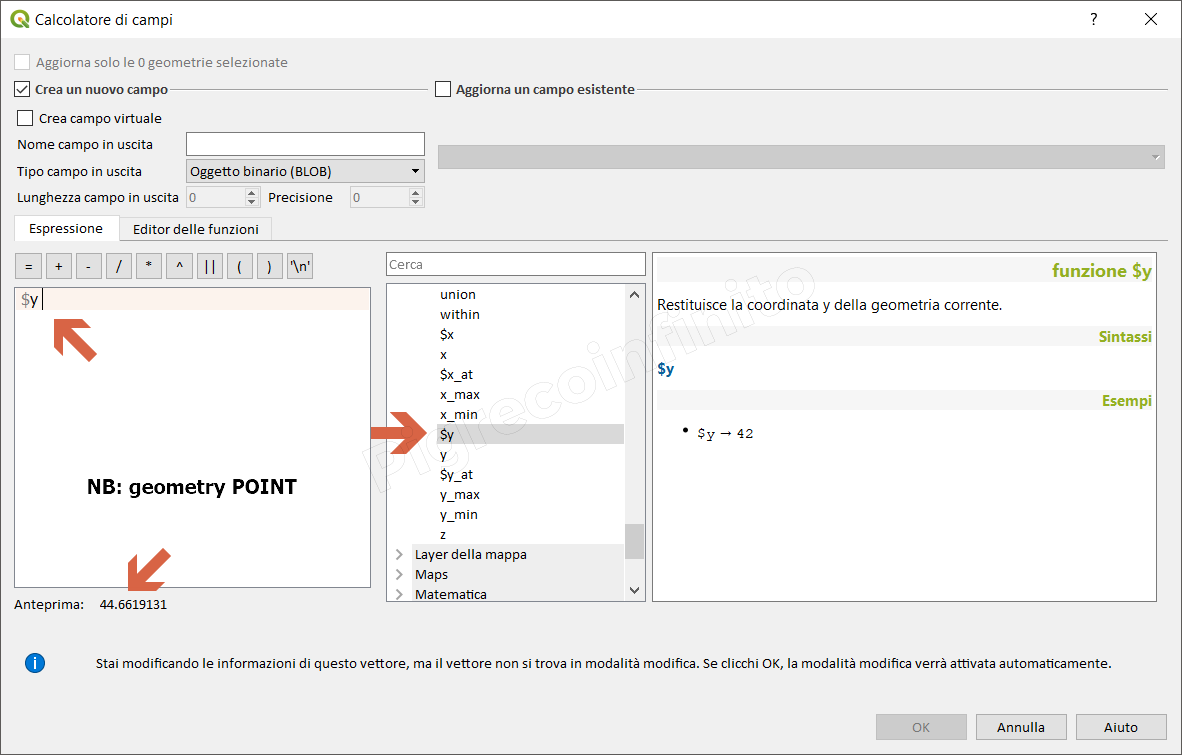 Calcolatore di campi
?
Aggiorna solo le 0 geometrie selezionate
Crea un nuovo campo
Aggiorna un campo esistente
Crea campo virtuale
Nome campo in uscita
Tipo campo in uscita
Oggetto binario (BLOB)
Lunghezza campo in uscita
0
Precisione
0
Espressione
Editor delle funzioni
= + - / * ^ || ( ) '\n'
$y
NB: geometry POINT
Anteprima: 44.6619131
Cerca
union
within
$x
x
$x_at
x_max
x_min
$y
y
$y_at
y_max
y_min
z
Layer della mappa
Maps
Matematica
funzione $y
Restituisce la coordinata y della geometria corrente.
Sintassi
$y
Esempi
• $y → 42
Pigrecoinfinito
i
Stai modificando le informazioni di questo vettore, ma il vettore non si trova in modalità modifica. Se clicchi OK, la modalità modifica verrà attivata automaticamente.
OK
Annulla
Aiuto